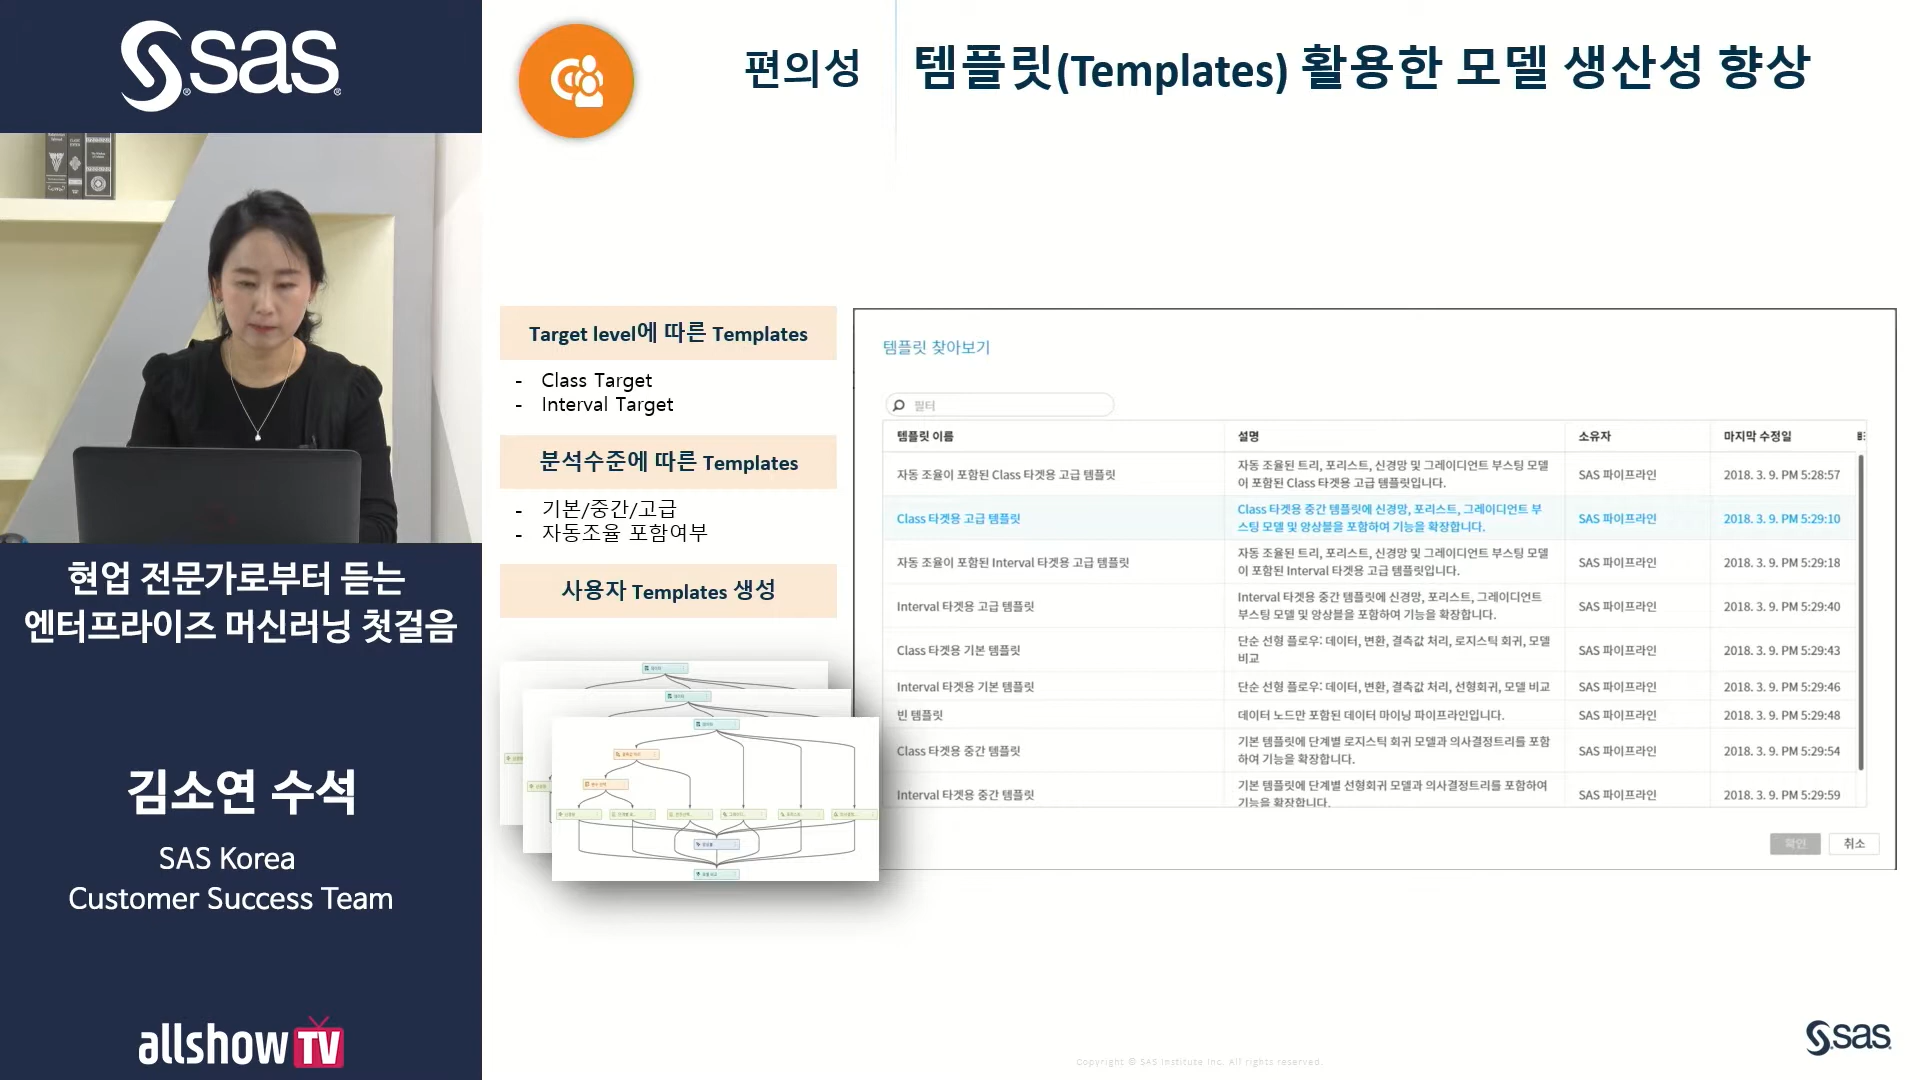 sas
편의성
템플릿(Templates) 활용한 모델 생산성 향상
현업 전문가로부터 듣는
엔터프라이즈 머신러닝 첫걸음
김소연 수석
SAS Korea
Customer Success Team
allshow TV
Target level에 따른 Templates
- Class Target
- Interval Target
분석수준에 따른 Templates
- 기본/중간/고급
- 자동조율 포함여부
사용자 Templates 생성
템플릿 찾아보기
필터
템플릿 이름 설명 소유자 마지막 수정일
자동 조율이 포함된 Class 타겟용 고급 템플릿 자동 조율된 트리, 포리스트, 신경망 및 그레이디언트 부스팅 모델
이 포함된 Class 타겟용 고급 템플릿입니다. SAS 파이프라인 2018. 3. 9. PM 5:28:57
Class 타겟용 고급 템플릿 Class 타겟용 중간 템플릿에 신경망, 포리스트, 그레이디언트 부
스팅 모델 및 앙상블을 포함하여 기능을 확장합니다. SAS 파이프라인 2018. 3. 9. PM 5:29:10
자동 조율이 포함된 Interval 타겟용 고급 템플릿 자동 조율된 트리, 포리스트, 신경망 및 그레이디언트 부스팅 모델
이 포함된 Interval 타겟용 고급 템플릿입니다. SAS 파이프라인 2018. 3. 9. PM 5:29:18
Interval 타겟용 고급 템플릿 Interval 타겟용 중간 템플릿에 신경망, 포리스트, 그레이디언트
부스팅 모델 및 앙상블을 포함하여 기능을 확장합니다. SAS 파이프라인 2018. 3. 9. PM 5:29:40
Class 타겟용 기본 템플릿 단순 선형 플로우: 데이터, 변환, 결측값 처리, 로지스틱 회귀, 모델
비교 SAS 파이프라인 2018. 3. 9. PM 5:29:43
Interval 타겟용 기본 템플릿 단순 선형 플로우: 데이터, 변환, 결측값 처리, 선형회귀, 모델 비교 SAS 파이프라인 2018. 3. 9. PM 5:29:46
빈 템플릿 데이터 노드만 포함된 데이터 마이닝 파이프라인입니다. SAS 파이프라인 2018. 3. 9. PM 5:29:48
Class 타겟용 중간 템플릿 기본 템플릿에 단계별 로지스틱 회귀 모델과 의사결정트리를 포함
하여 기능을 확장합니다. SAS 파이프라인 2018. 3. 9. PM 5:29:54
Interval 타겟용 중간 템플릿 기본 템플릿에 단계별 선형회귀 모델과 의사결정트리를 포함하여
기능을 확장합니다. SAS 파이프라인 2018. 3. 9. PM 5:29:59
확인 취소
Copyright © SAS Institute Inc. All rights reserved.
sas